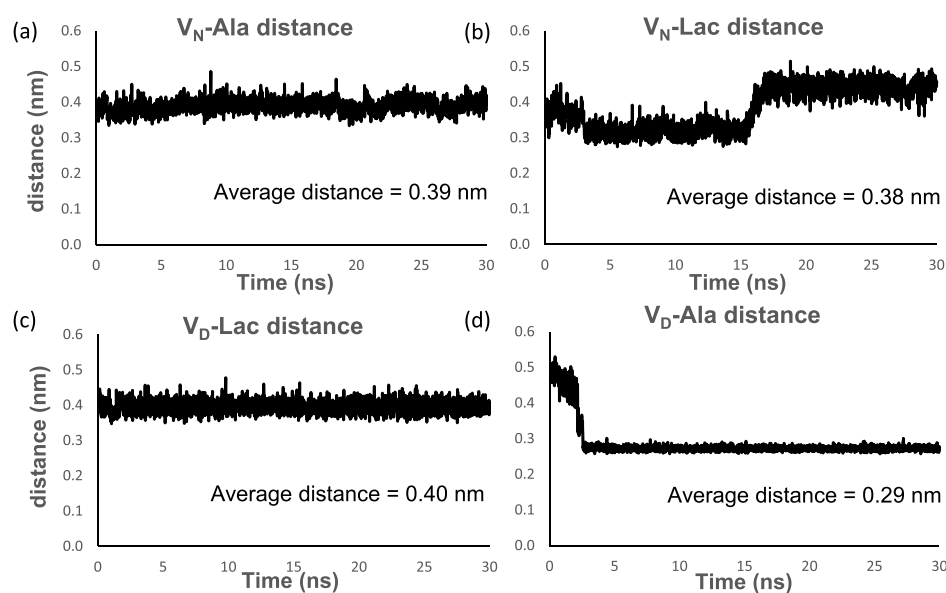 (a)
V_N-Ala distance
distance (nm)
0.6
0.5
0.4
0.3
0.2
0.1
0.0
Average distance = 0.39 nm
0 5 10 15 20 25 30
Time (ns)
(b)
V_N-Lac distance
0.6
0.5
0.4
0.3
0.2
0.1
0.0
Average distance = 0.38 nm
0 5 10 15 20 25 30
Time (ns)
(c)
V_D-Lac distance
distance (nm)
0.6
0.5
0.4
0.3
0.2
0.1
0.0
Average distance = 0.40 nm
0 5 10 15 20 25 30
Time (ns)
(d)
V_D-Ala distance
0.6
0.5
0.4
0.3
0.2
0.1
0.0
Average distance = 0.29 nm
0 5 10 15 20 25 30
Time (ns)